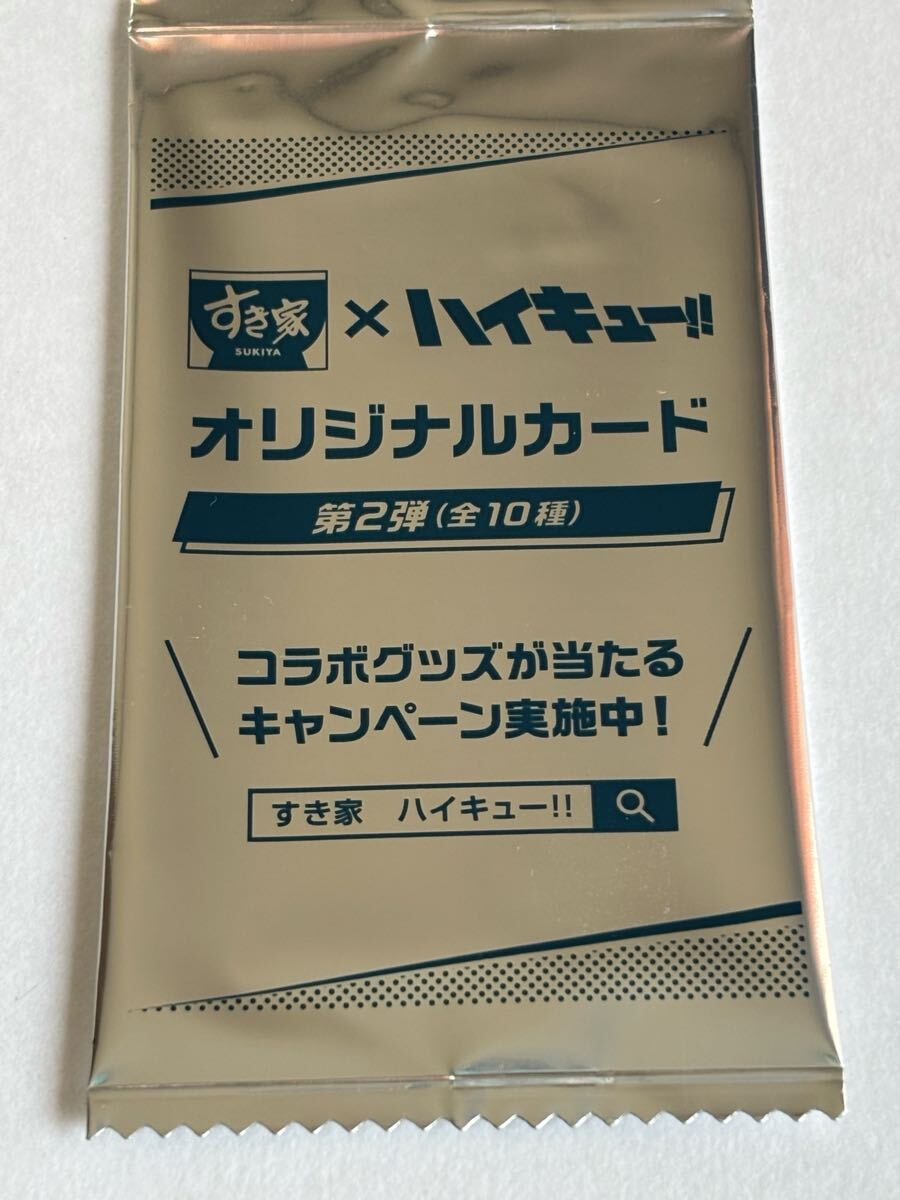 すき家 × ハイキュー!!
SUKIYA
オリジナルカード
第2弾(全10種)
コラボグッズが当たる
キャンペーン実施中!
すき家 ハイキュー!!